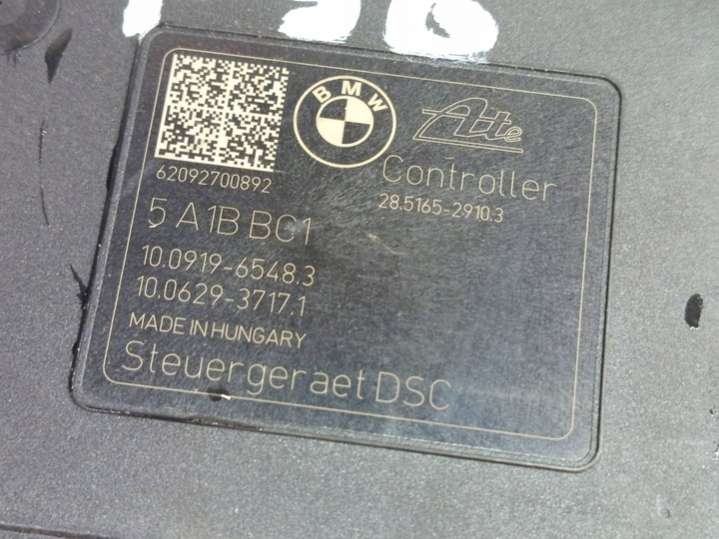 BMW
Ate
62092700892
Controller
28.5165-2910.3
5 A1B BC1
10.0919-6548.3
10.0629-3717.1
MADE IN HUNGARY
Steuergeraet DSC